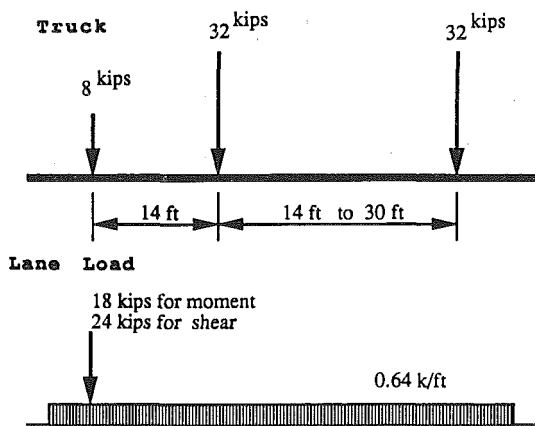 Truck
8 kips
32 kips
32 kips
14 ft
14 ft to 30 ft
Lane Load
18 kips for moment
24 kips for shear
0.64 k/ft